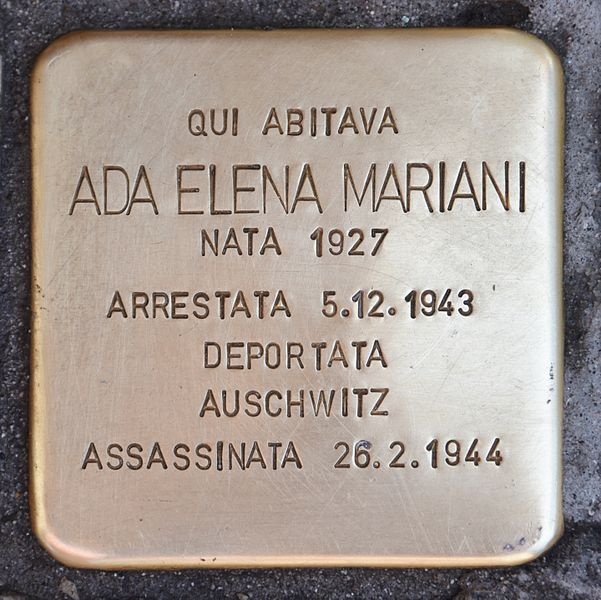 QUI ABITAVA
ADA ELENA MARIANI
NATA 1927
ARRESTATA 5.12.1943
DEPORTATA
AUSCHWITZ
ASSASSINATA 26.2.1944